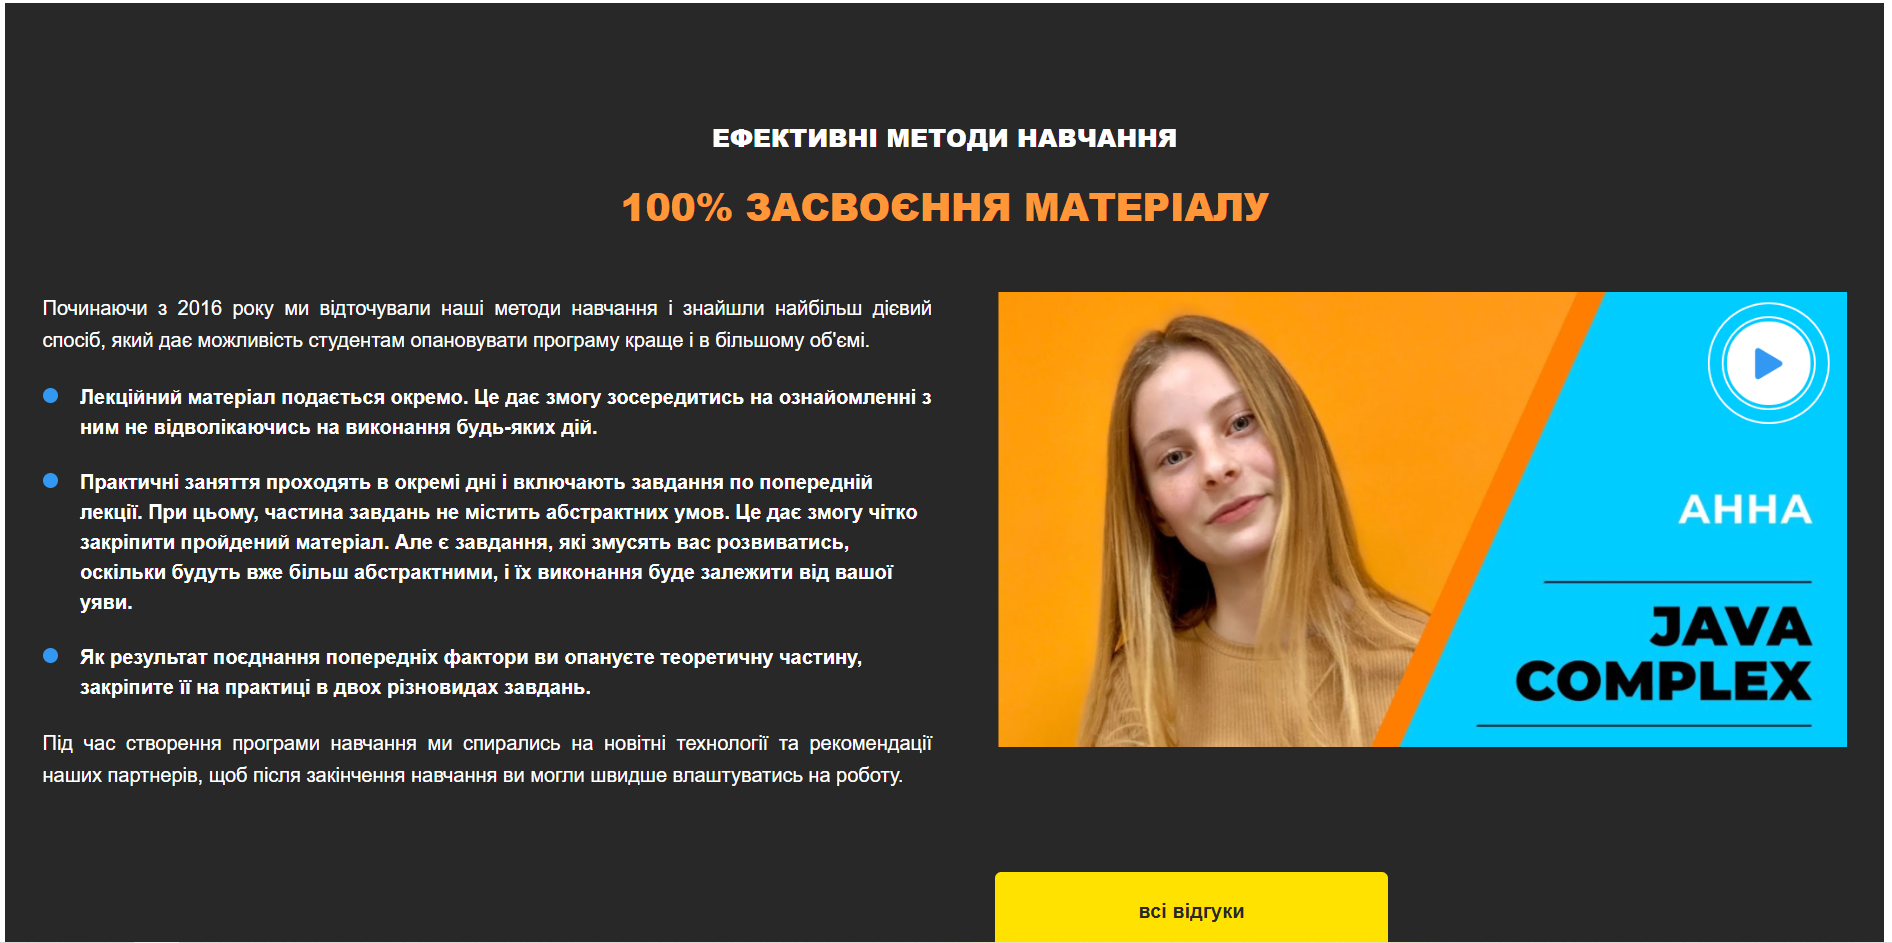 ЕФЕКТИВНІ МЕТОДИ НАВЧАННЯ
100% ЗАСВОЄННЯ МАТЕРІАЛУ
Починаючи з 2016 року ми відточували наші методи навчання і знайшли найбільш дієвий
спосіб, який дає можливість студентам опановувати програму краще і в більшому об'ємі.
Лекційний матеріал подається окремо. Це дає змогу зосередитись на ознайомленні з
ним не відволікаючись на виконання будь-яких дій.
Практичні заняття проходять в окремі дні і включають завдання по попередній
лекції. При цьому, частина завдань не містить абстрактних умов. Це дає змогу чітко
закріпити пройдений матеріал. Але є завдання, які змусять вас розвиватись,
оскільки будуть вже більш абстрактними, і їх виконання буде залежити від вашої
уяви.
Як результат поєднання попередніх фактори ви опануєте теоретичну частину,
закріпите її на практиці в двох різновидах завдань.
Під час створення програми навчання ми спирались на новітні технології та рекомендації
наших партнерів, щоб після закінчення навчання ви могли швидше влаштуватись на роботу.
АННА
JAVA
COMPLEX
всі відгуки